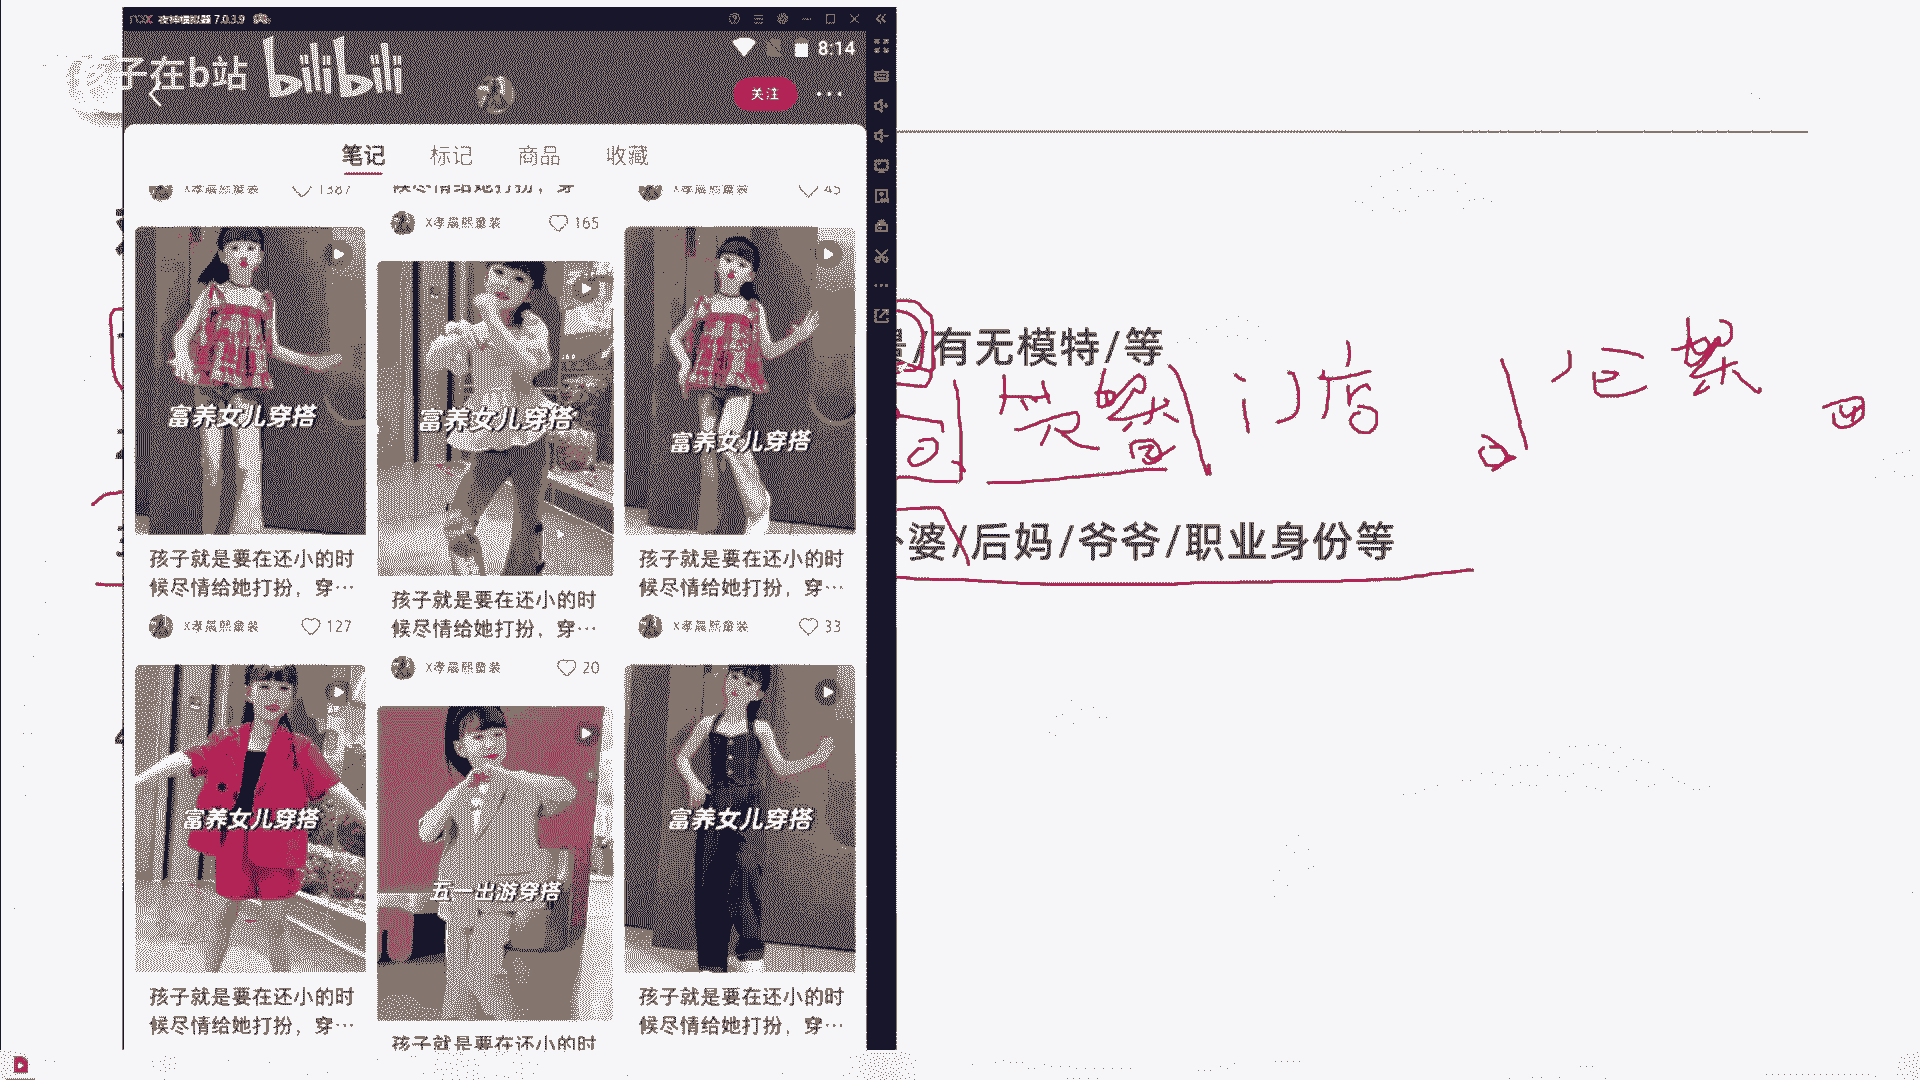 夜神模拟器 7.0.3.9
孩子在b站 bilibili
8:14
关注
笔记 标记 商品 收藏
X孝晨熙童装 1387
候尽情给她打扮，穿
X孝晨熙童装 45
X孝晨熙童装 165
富养女儿穿搭
富养女儿穿搭
富养女儿穿搭
孩子就是要在还小的时
候尽情给她打扮，穿…
X孝晨熙童装 127
孩子就是要在还小的时
候尽情给她打扮，穿…
X孝晨熙童装 20
孩子就是要在还小的时
候尽情给她打扮，穿…
X孝晨熙童装 33
富养女儿穿搭
五一出游穿搭
富养女儿穿搭
孩子就是要在还小的时
候尽情给她打扮，穿…
孩子就是要在还小的时
孩子就是要在还小的时
候尽情给她打扮，穿…
/有无模特/等
门店
婆/后妈/爷爷/职业身份等